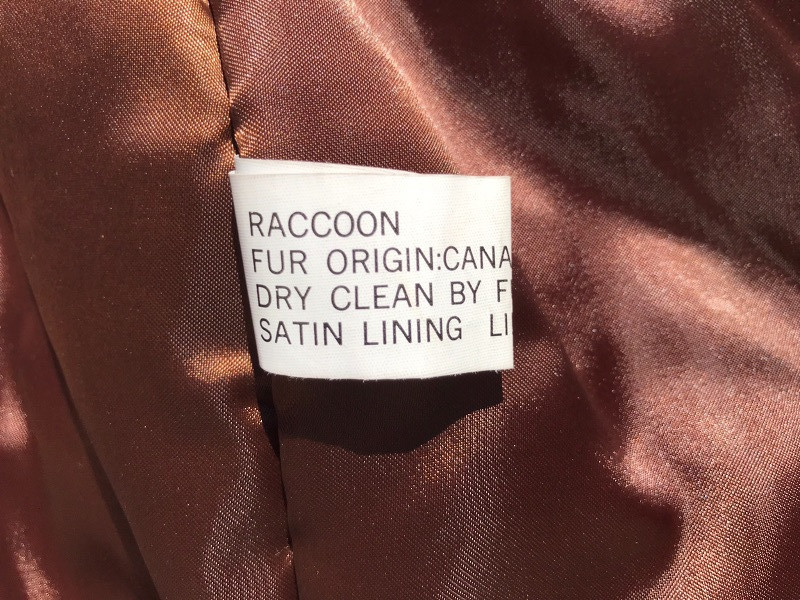 RACCOON
FUR ORIGIN:CANA
DRY CLEAN BY F
SATIN LINING LI